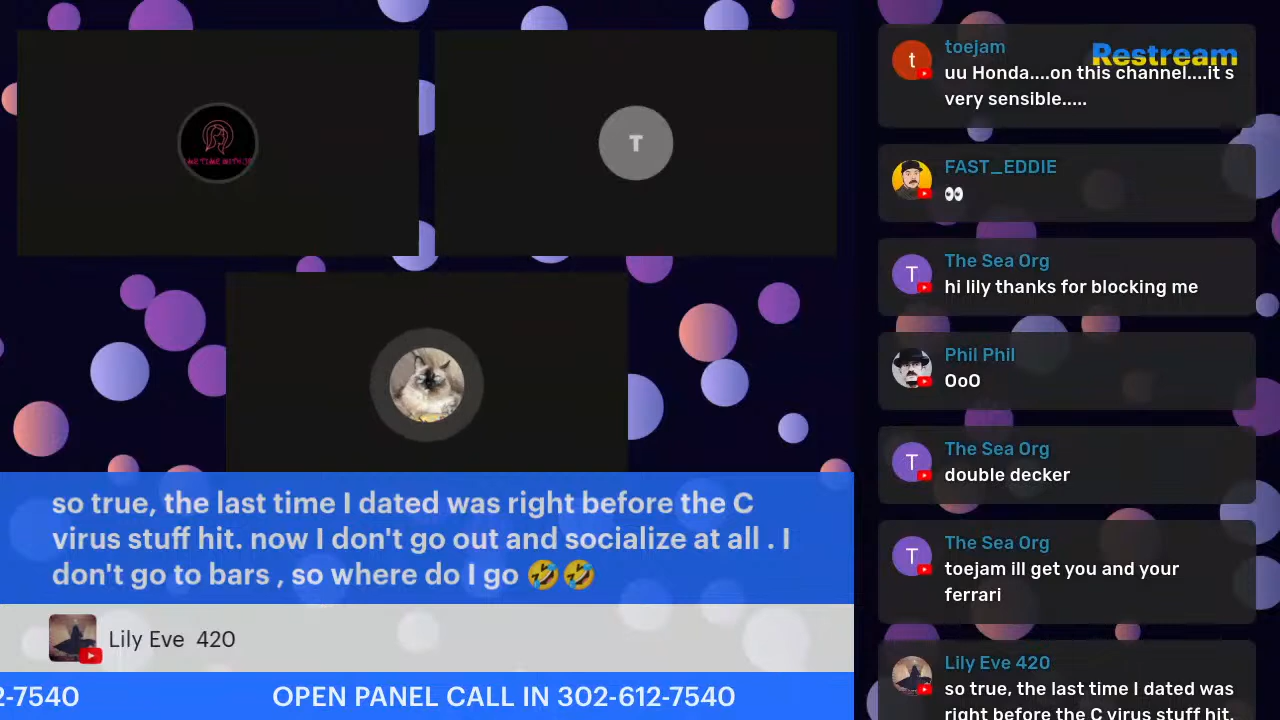 T
so true, the last time I dated was right before the C
virus stuff hit. now I don't go out and socialize at all . I
don't go to bars , so where do I go 🤣🤣
Lily Eve 420
2-7540
OPEN PANEL CALL IN 302-612-7540
Restream
t
toejam
uu Honda....on this channel....it s
very sensible.....
FAST_EDDIE
👀
T
The Sea Org
hi lily thanks for blocking me
Phil Phil
OoO
T
The Sea Org
double decker
T
The Sea Org
toejam ill get you and your
ferrari
Lily Eve 420
so true, the last time I dated was
right before the C virus stuff hit.